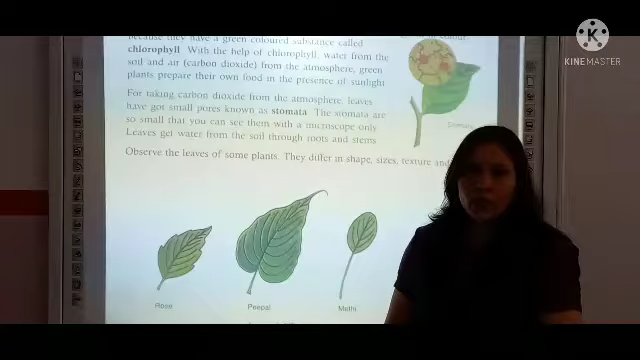 because they have a green coloured substance called
chlorophyll. With the help of chlorophyll, water from the
soil and air (carbon dioxide) from the atmosphere, green
plants prepare their own food in the presence of sunlight
For taking carbon dioxide from the atmosphere, leaves
have got small pores known as stomata. The stomata are
so small that you can see them with a microscope only
Leaves get water from the soil through roots and stems
Observe the leaves of some plants. They differ in shape, sizes, texture and
colour.
Stomata
Rose
Peepal
Methi
KINEMASTER